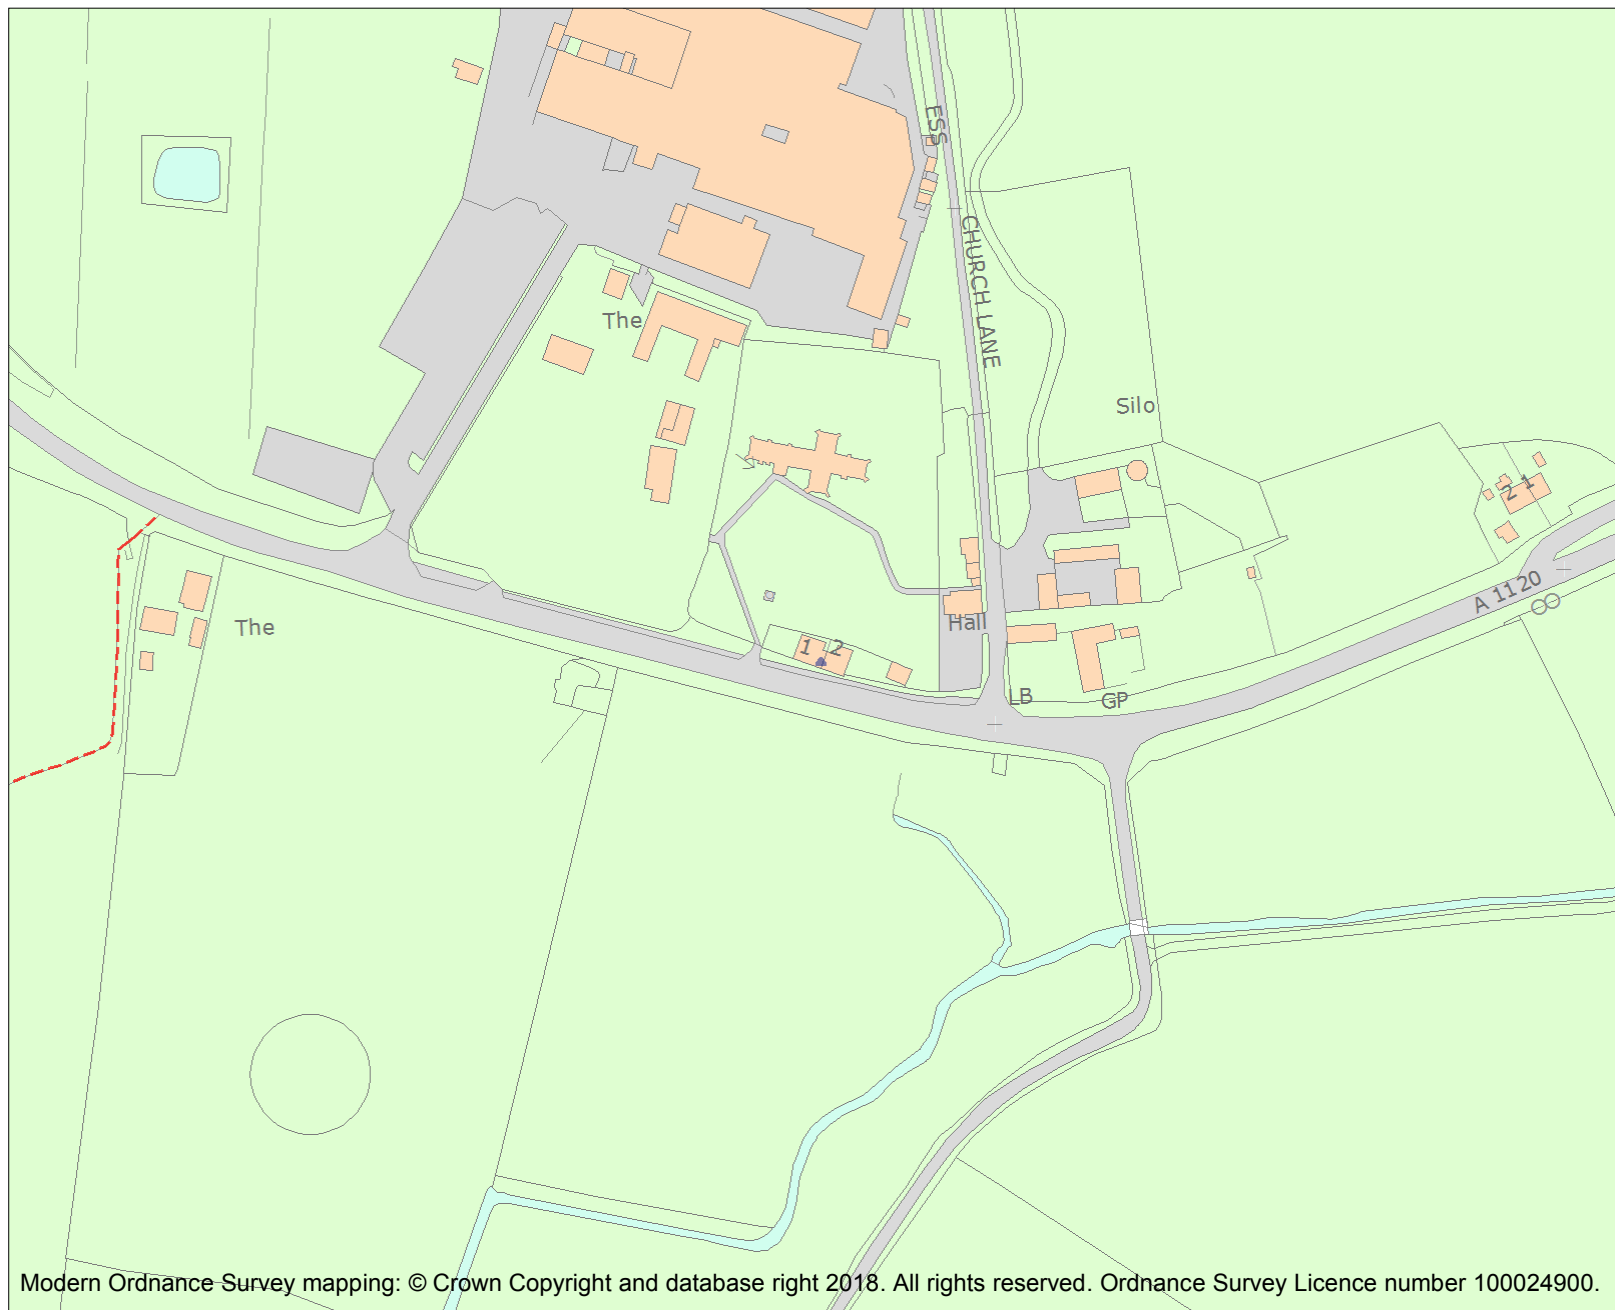 ESS
CHURCH LANE
The
Silo
2 1
A 1120
The
Hall
1 2
LB
GP
Modern Ordnance Survey mapping: © Crown Copyright and database right 2018. All rights reserved. Ordnance Survey Licence number 100024900.